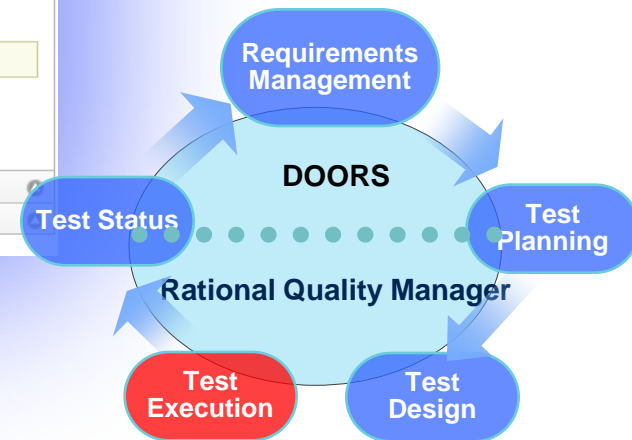 Requirements
Management
DOORS
Test Status
Test
Planning
Rational Quality Manager
Test
Execution
Test
Design